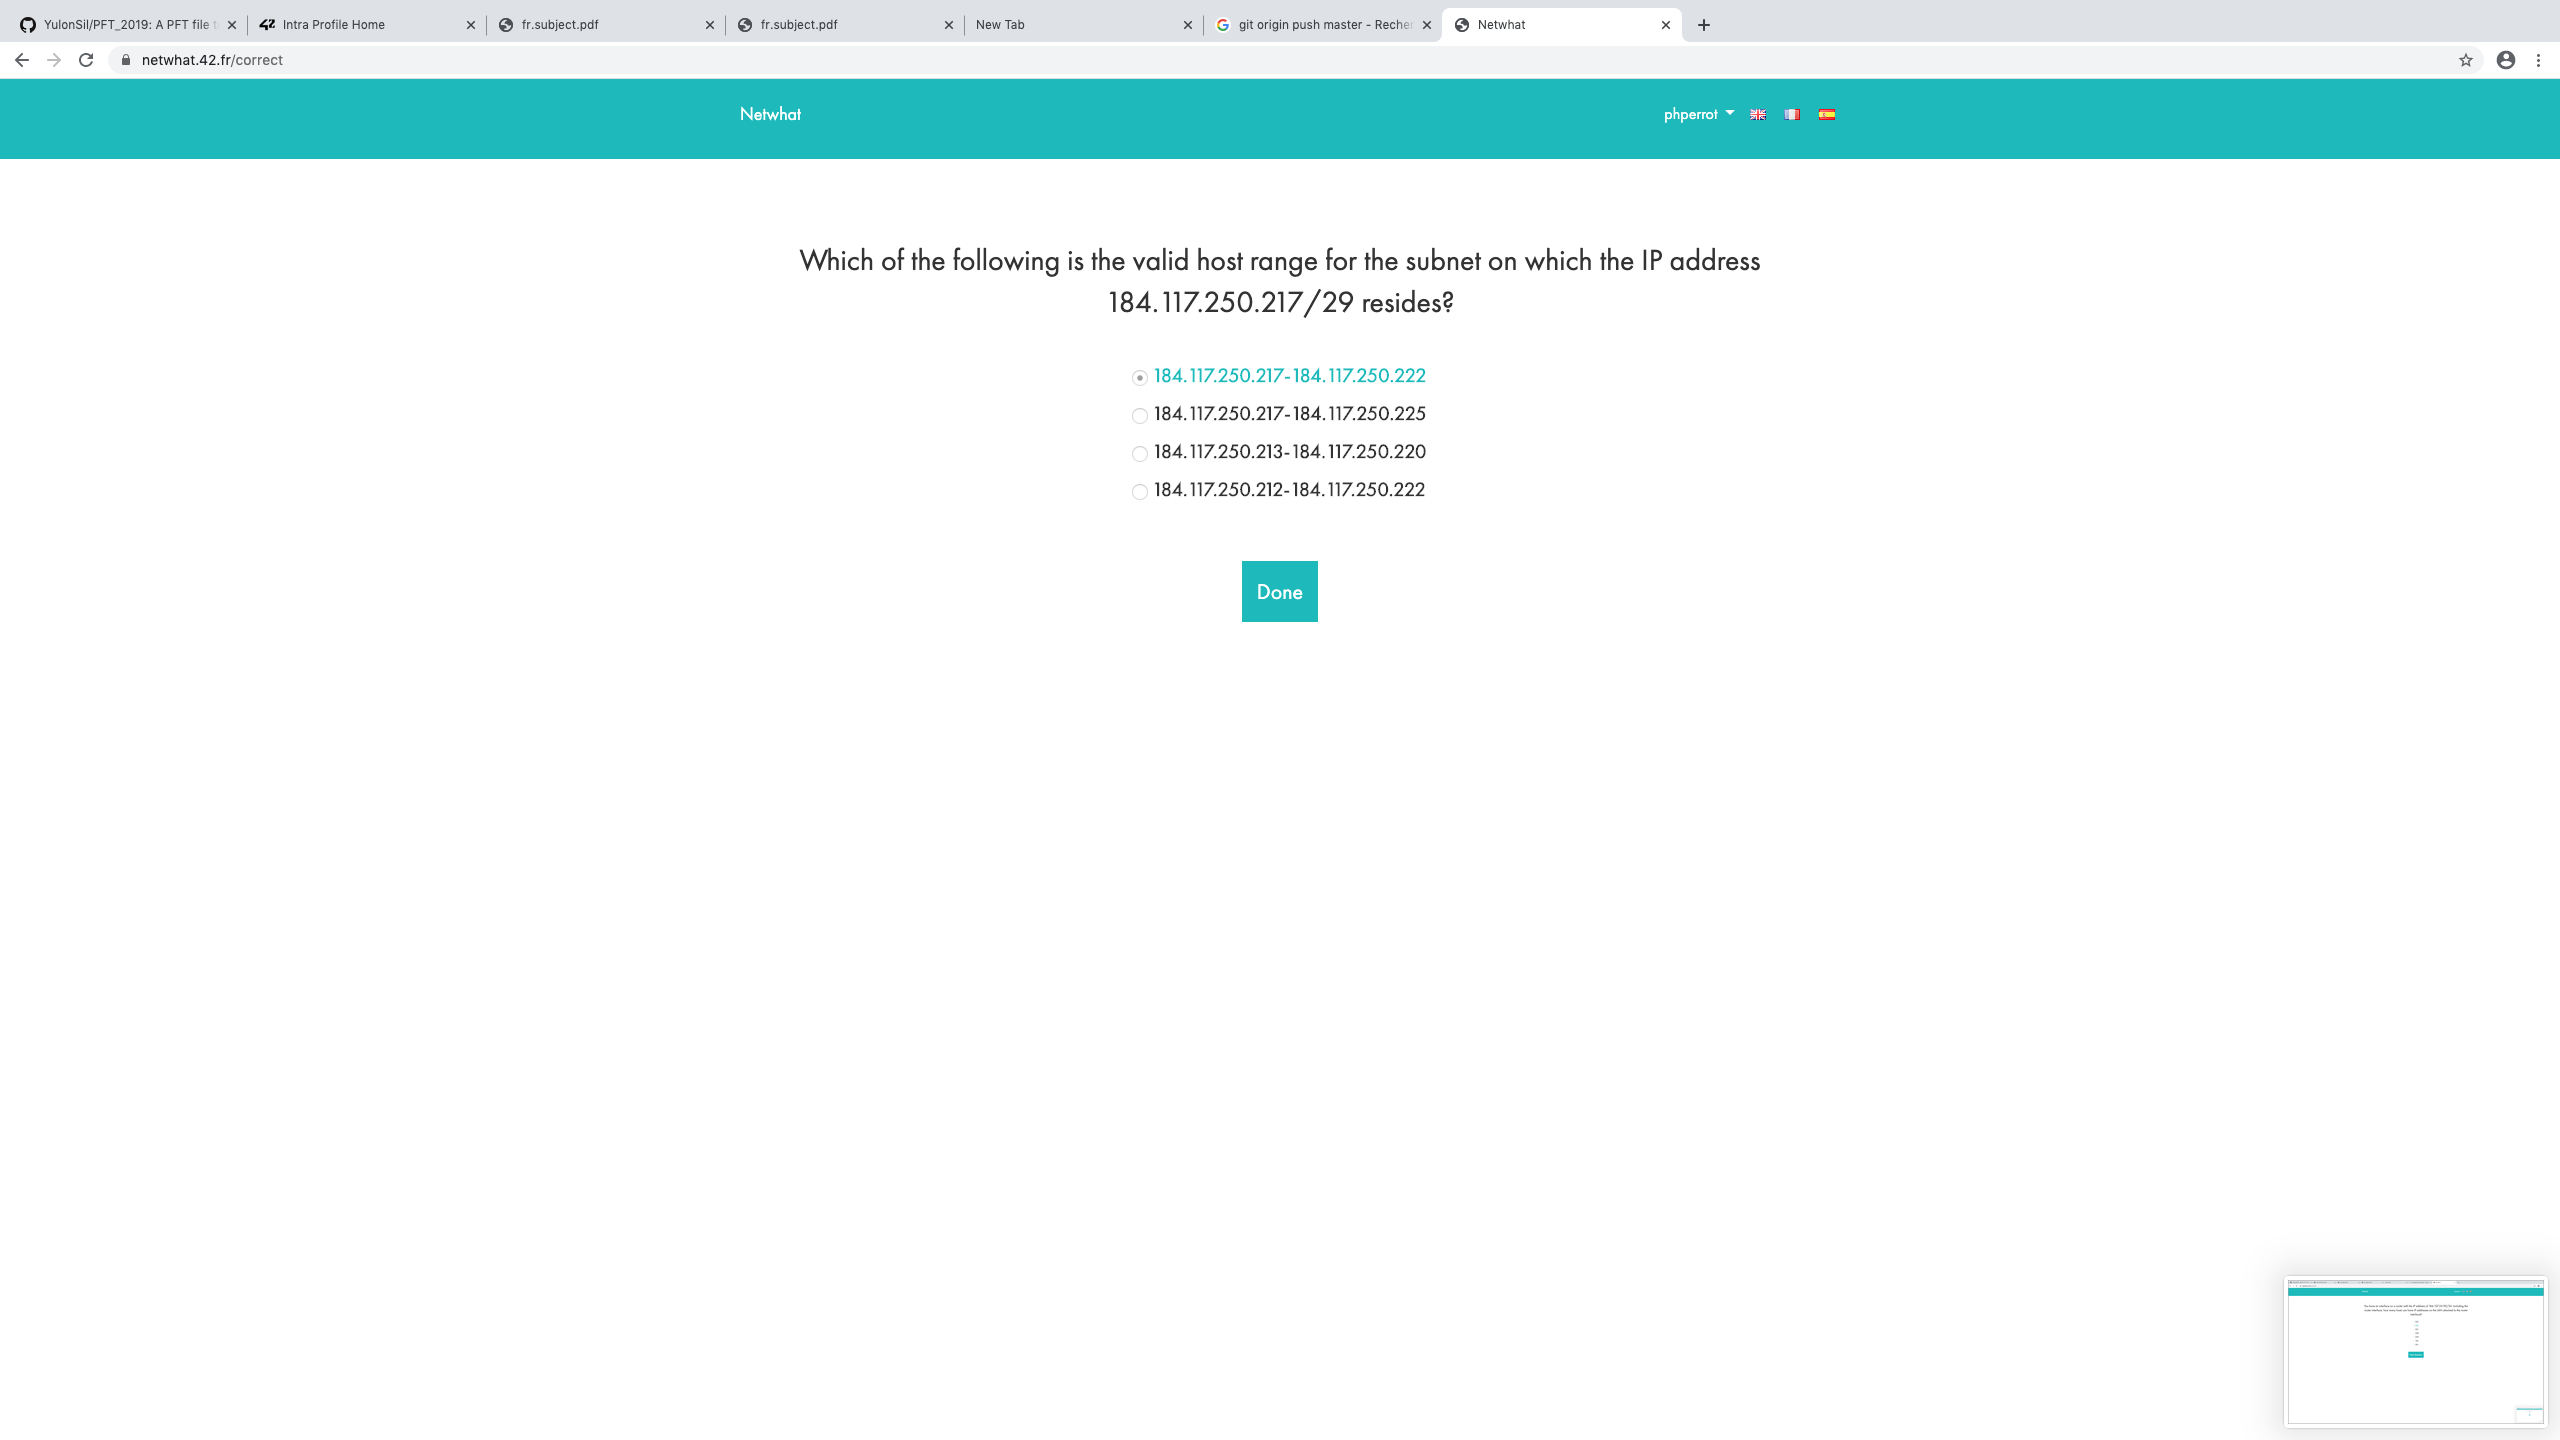 YulonSil/PFT_2019: A PFT file t
Intra Profile Home
fr.subject.pdf
fr.subject.pdf
New Tab
git origin push master - Recher
Netwhat
netwhat.42.fr/correct
Netwhat
phperrot
Which of the following is the valid host range for the subnet on which the IP address
184.117.250.217/29 resides?
184.117.250.217-184.117.250.222
184.117.250.217-184.117.250.225
184.117.250.213-184.117.250.220
184.117.250.212-184.117.250.222
Done